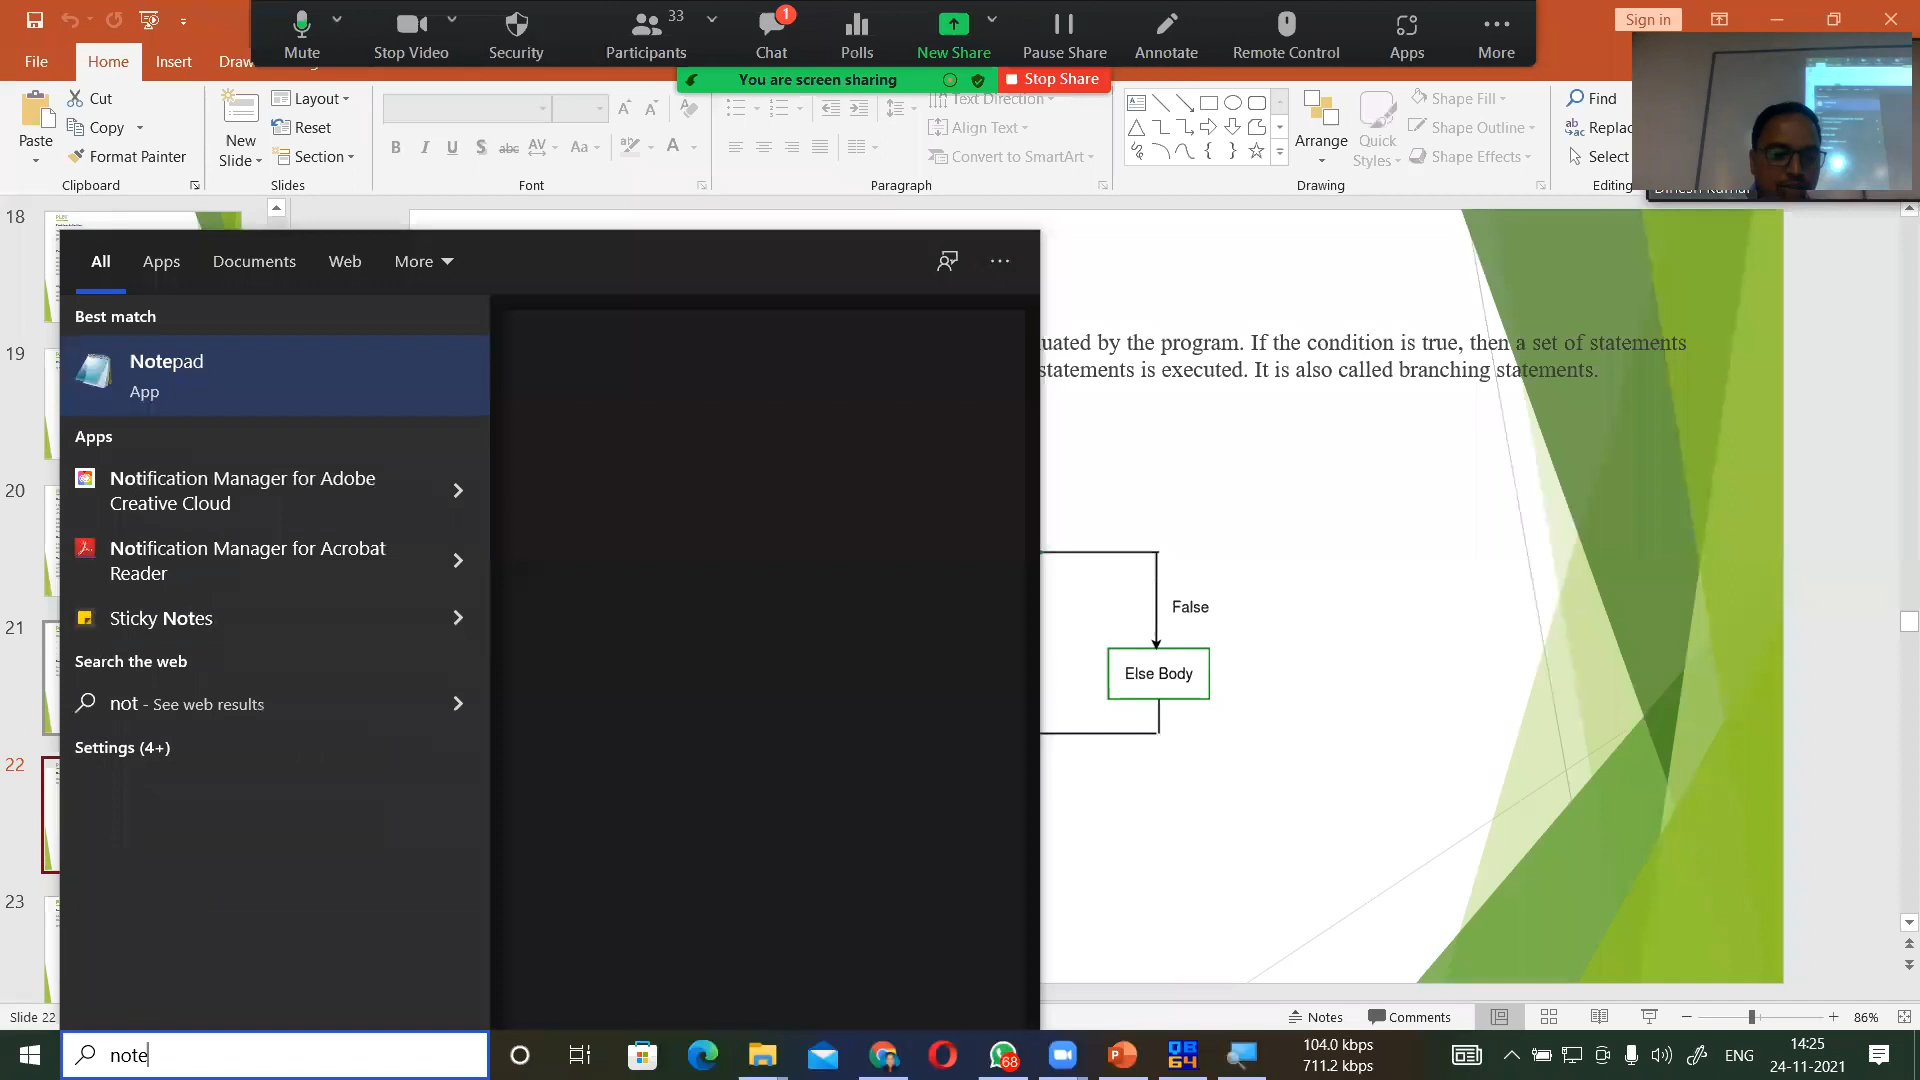 33
1
Mute
Stop Video
Security
Participants
Chat
Polls
New Share
Pause Share
Annotate
Remote Control
Apps
More
Sign in
You are screen sharing
Stop Share
File
Home
Insert
Cut
Copy
Format Painter
Paste
Clipboard
New
Slide
Layout
Reset
Section
Slides
Font
Text Direction
Align Text
Convert to SmartArt
Paragraph
Arrange
Quick
Styles
Shape Fill
Shape Outline
Shape Effects
Drawing
Find
Select
Editing
18
19
20
21
22
23
All
Apps
Documents
Web
More
Best match
Notepad
App
Apps
Notification Manager for Adobe
Creative Cloud
Notification Manager for Acrobat
Reader
Sticky Notes
Search the web
not - See web results
Settings (4+)
uated by the program. If the condition is true, then a set of statements
statements is executed. It is also called branching statements.
False
Else Body
Slide 22
Notes
Comments
86%
note
68
QB
64
104.0 kbps
711.2 kbps
ENG
14:25
24-11-2021